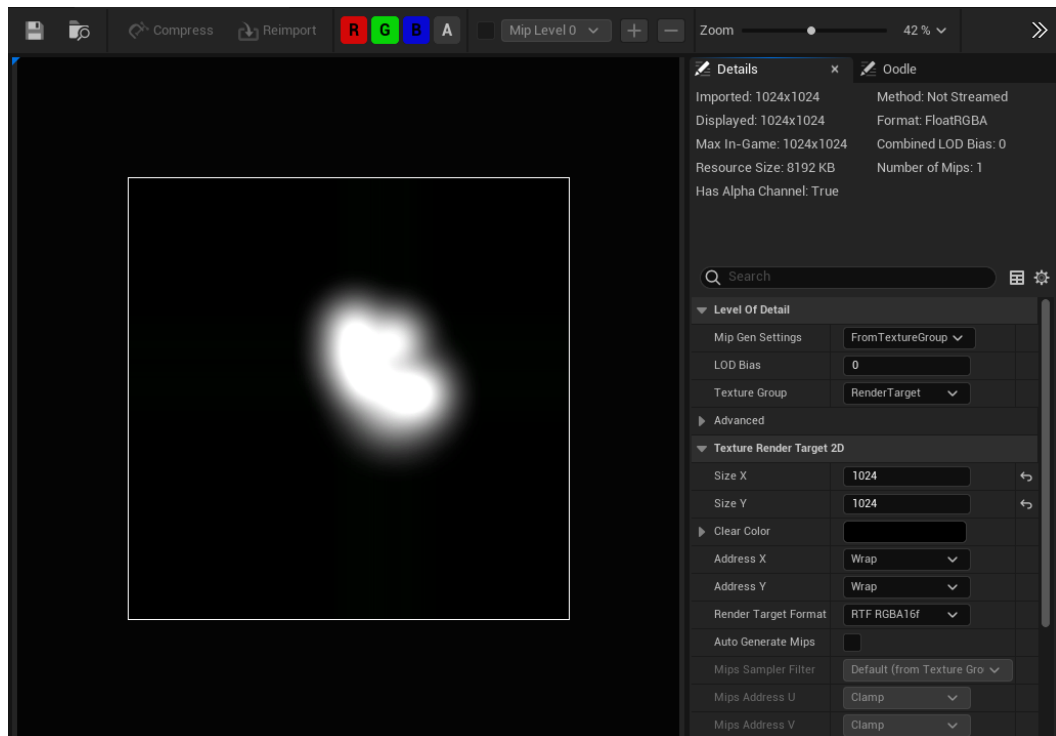 Compress
Reimport
R G B A
Mip Level 0
Zoom
42 %
Details
Oodle
Imported: 1024x1024
Method: Not Streamed
Displayed: 1024x1024
Format: FloatRGBA
Max In-Game: 1024x1024
Combined LOD Bias: 0
Resource Size: 8192 KB
Number of Mips: 1
Has Alpha Channel: True
Search
Level Of Detail
Mip Gen Settings
FromTextureGroup
LOD Bias
0
Texture Group
RenderTarget
Advanced
Texture Render Target 2D
Size X
1024
Size Y
1024
Clear Color
Address X
Wrap
Address Y
Wrap
Render Target Format
RTF RGBA16f
Auto Generate Mips
Mips Sampler Filter
Default (from Texture Gro
Mips Address U
Clamp
Mips Address V
Clamp